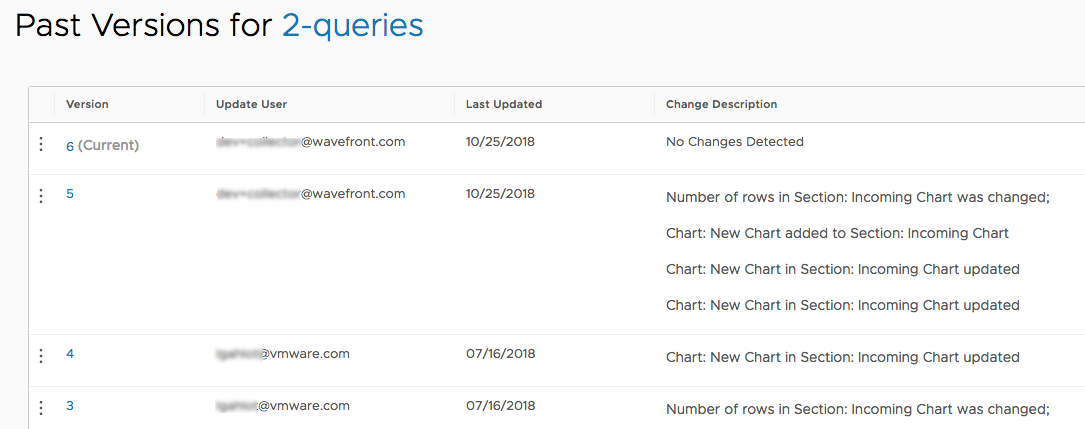 Past Versions for 2-queries
Version Update User Last Updated Change Description
6 (Current) @wavefront.com 10/25/2018 No Changes Detected
5 @wavefront.com 10/25/2018 Number of rows in Section: Incoming Chart was changed;
Chart: New Chart added to Section: Incoming Chart
Chart: New Chart in Section: Incoming Chart updated
Chart: New Chart in Section: Incoming Chart updated
4 @vmware.com 07/16/2018 Chart: New Chart in Section: Incoming Chart updated
3 @vmware.com 07/16/2018 Number of rows in Section: Incoming Chart was changed;